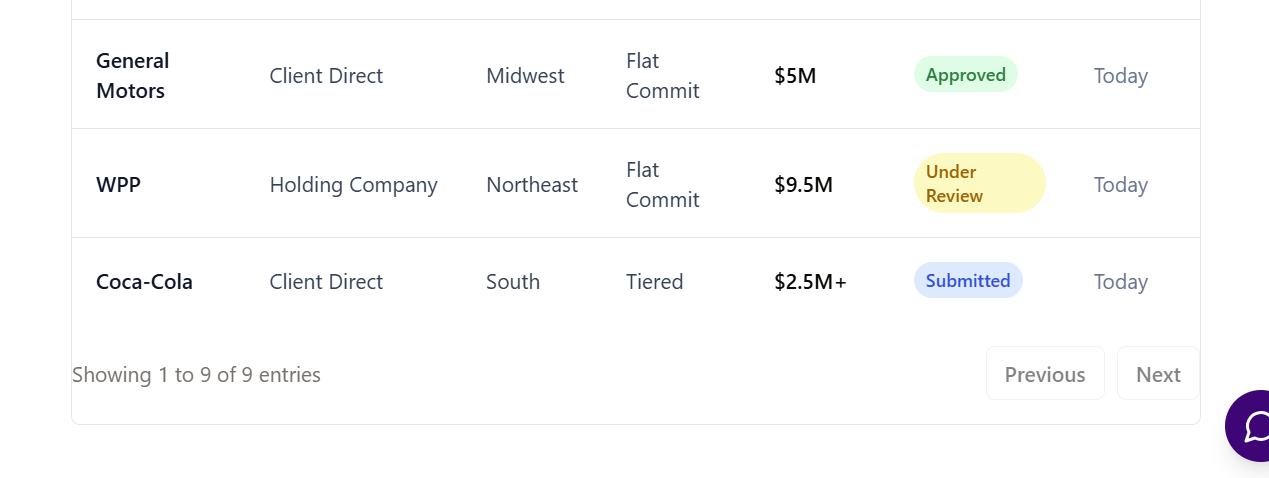 General Motors Client Direct Midwest Flat Commit $5M Approved Today
WPP Holding Company Northeast Flat Commit $9.5M Under Review Today
Coca-Cola Client Direct South Tiered $2.5M+ Submitted Today
Showing 1 to 9 of 9 entries Previous Next